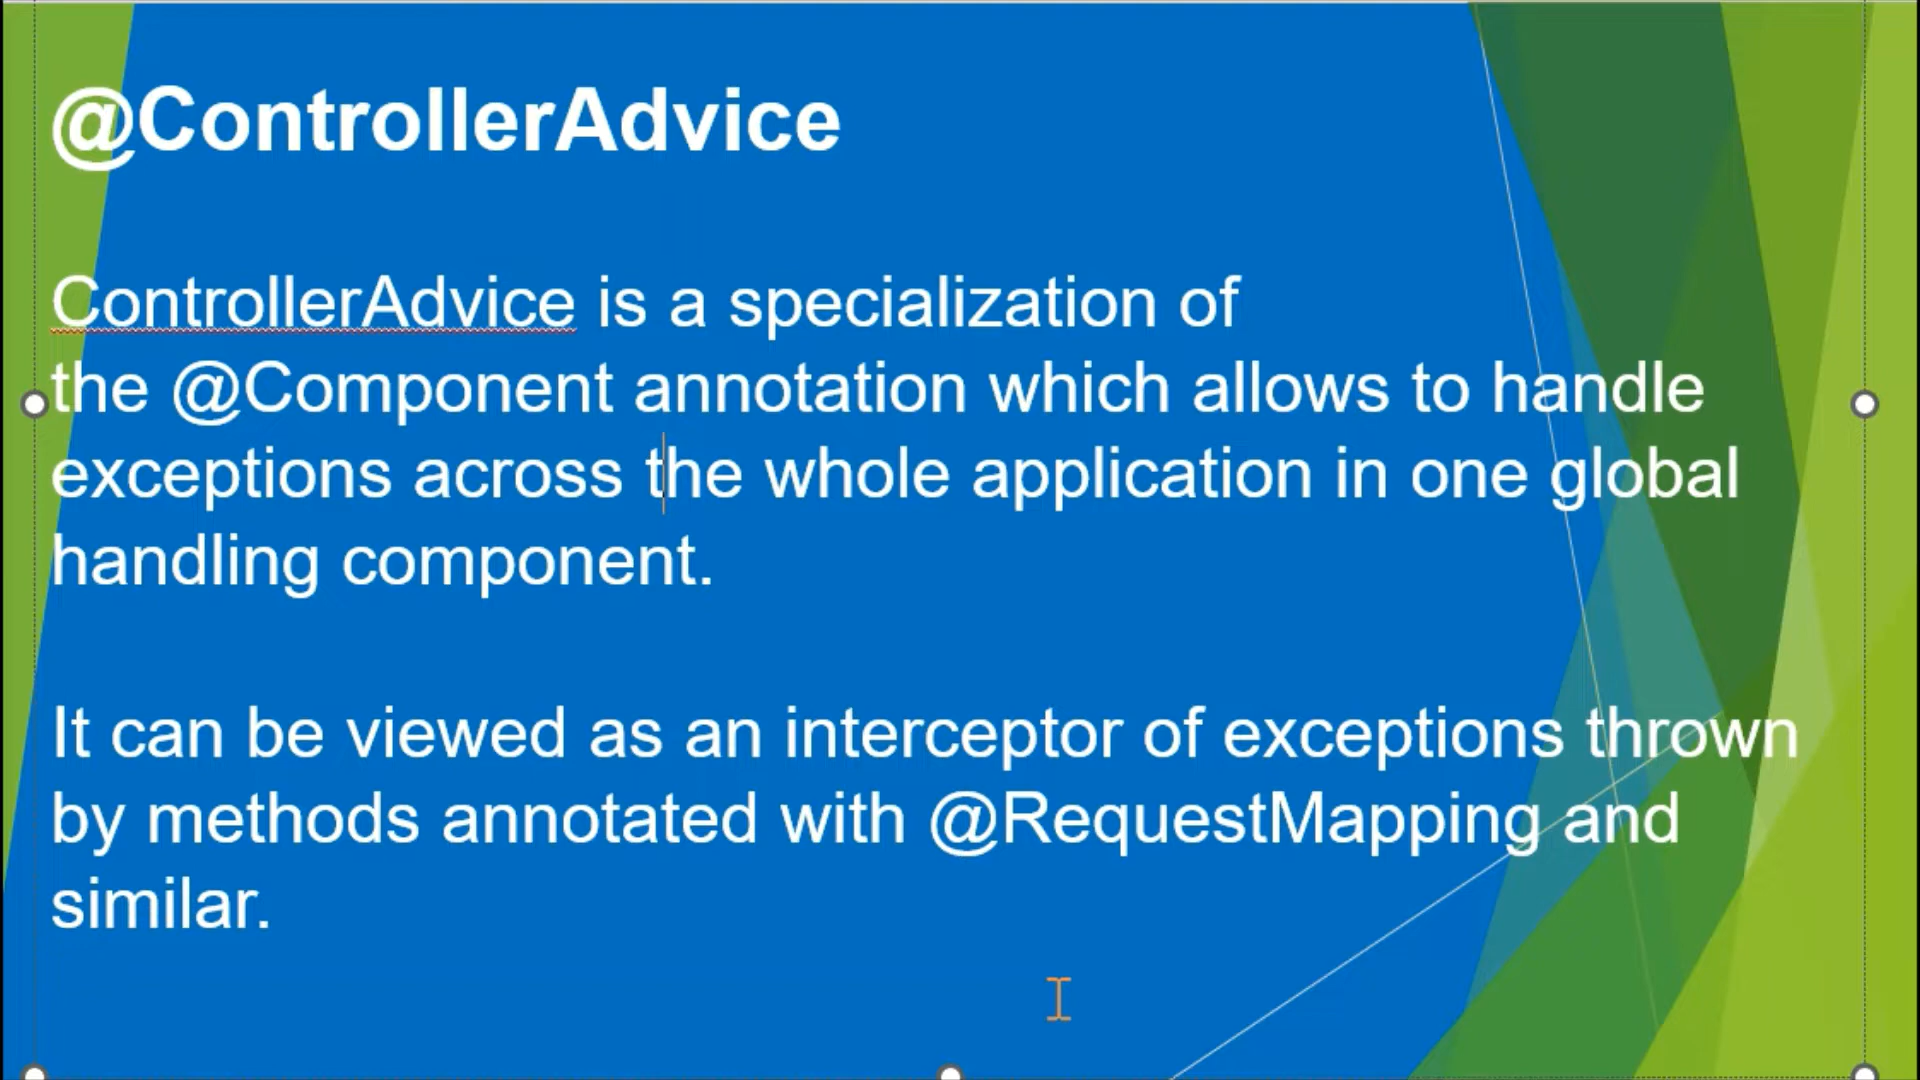 @ControllerAdvice
ControllerAdvice is a specialization of
the @Component annotation which allows to handle
exceptions across the whole application in one global
handling component.
It can be viewed as an interceptor of exceptions thrown
by methods annotated with @RequestMapping and
similar.